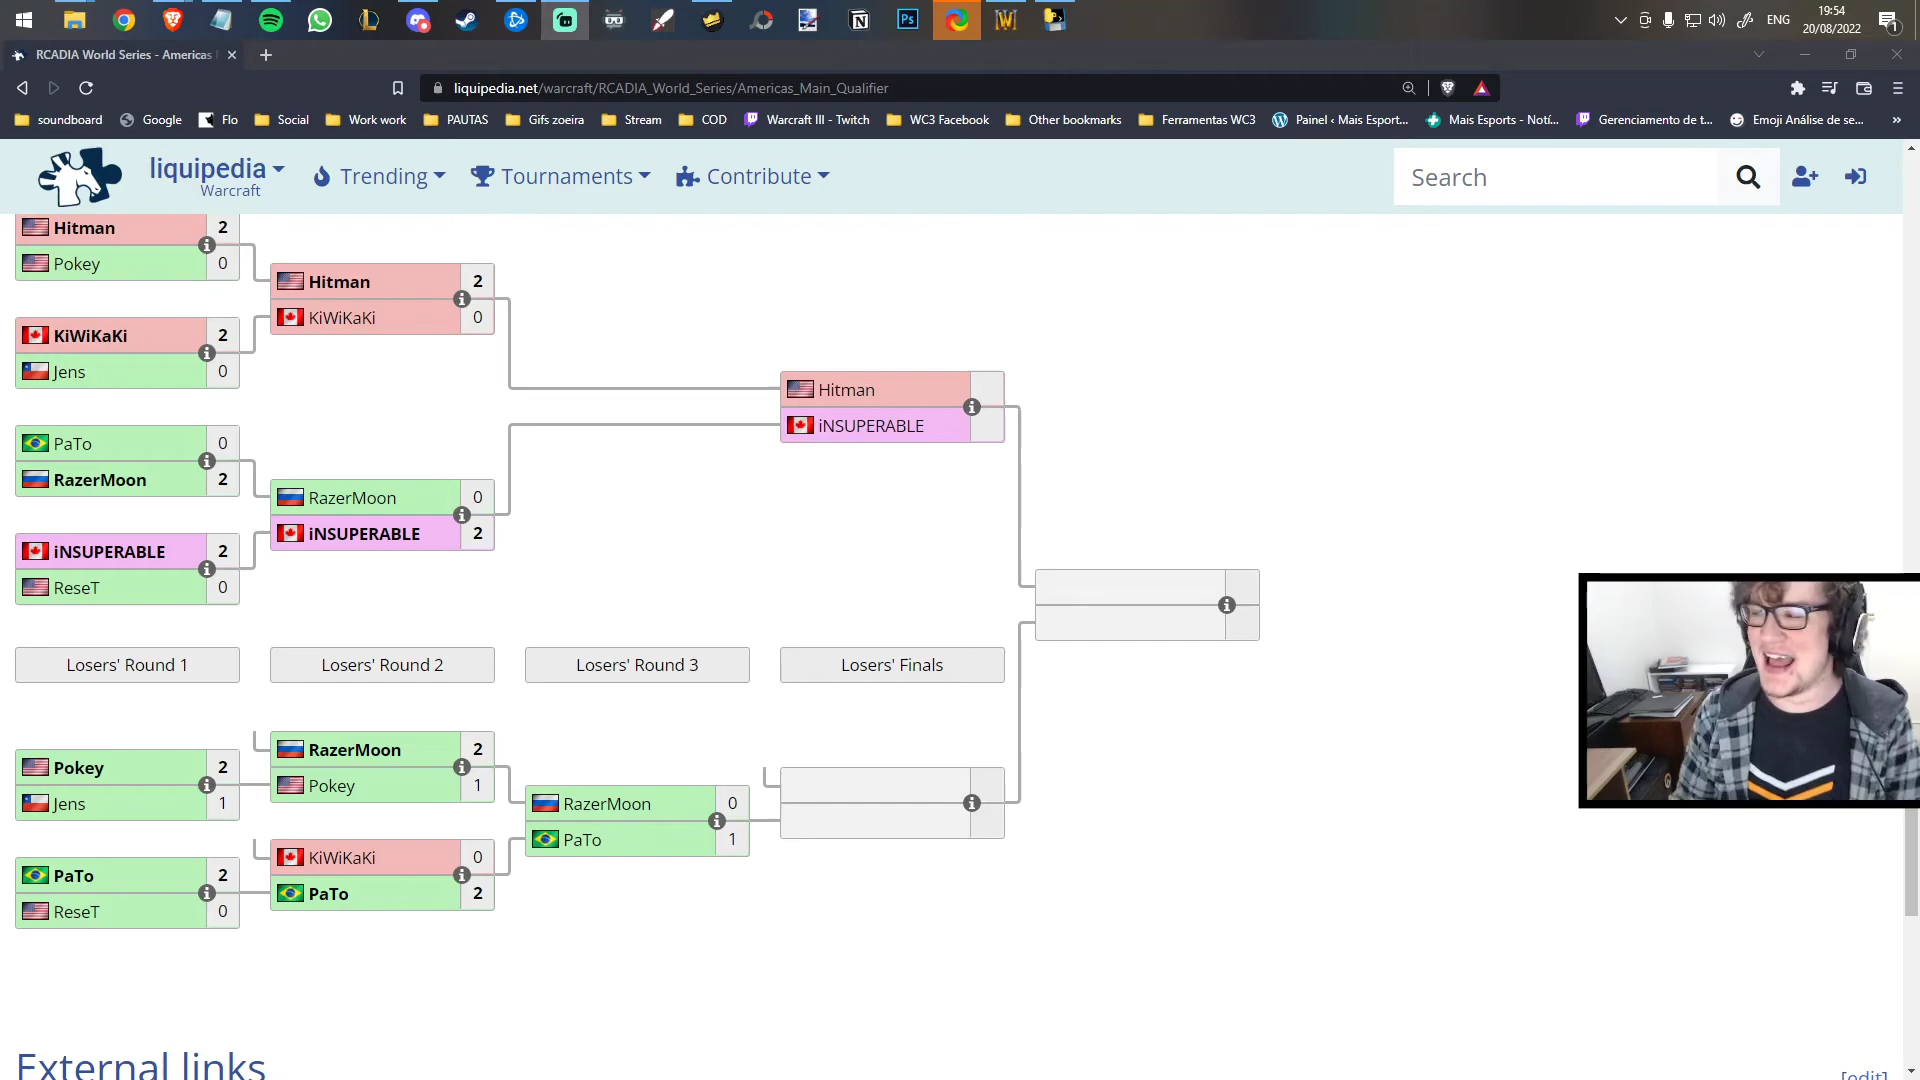 ENG
19:54
20/08/2022
1
RCADIA World Series - Americas
liquipedia.net/warcraft/RCADIA_World_Series/Americas_Main_Qualifier
soundboard Google Flo Social Work work PAUTAS Gifs zoeira Stream COD Warcraft III - Twitch WC3 Facebook Other bookmarks Ferramentas WC3 Painel ‹ Mais Esport... Mais Esports - Notí... Gerenciamento de t... Emoji Análise de se... »
liquipedia
Warcraft
Trending Tournaments Contribute Search
Hitman 2
Pokey 0
KiWiKaKi 2
Jens 0
PaTo 0
RazerMoon 2
iNSUPERABLE 2
ReseT 0
Hitman 2
KiWiKaKi 0
RazerMoon 0
iNSUPERABLE 2
Hitman
iNSUPERABLE
Losers' Round 1 Losers' Round 2 Losers' Round 3 Losers' Finals
Pokey 2
Jens 1
PaTo 2
ReseT 0
RazerMoon 2
Pokey 1
KiWiKaKi 0
PaTo 2
RazerMoon 0
PaTo 1
External links
[edit]